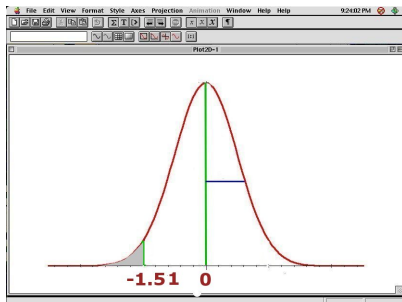 File Edit View Format Style Axes Projection Animation Window Help Help 9:24:02 PM
Plot2D-1
-1.51 0